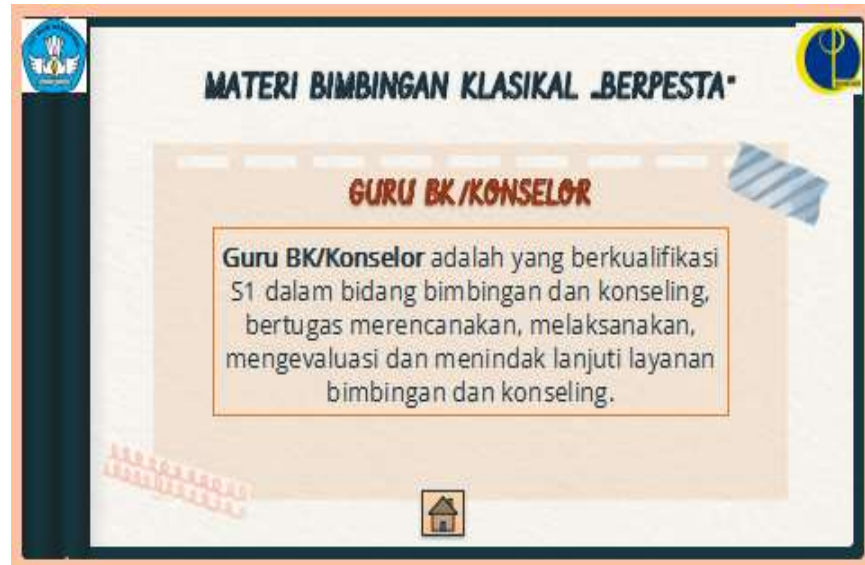 MATERI BIMBINGAN KLASIKAL „BERPESTA"
GURU BK/KONSELOR
Guru BK/Konselor adalah yang berkualifikasi
S1 dalam bidang bimbingan dan konseling,
bertugas merencanakan, melaksanakan,
mengevaluasi dan menindak lanjuti layanan
bimbingan dan konseling.